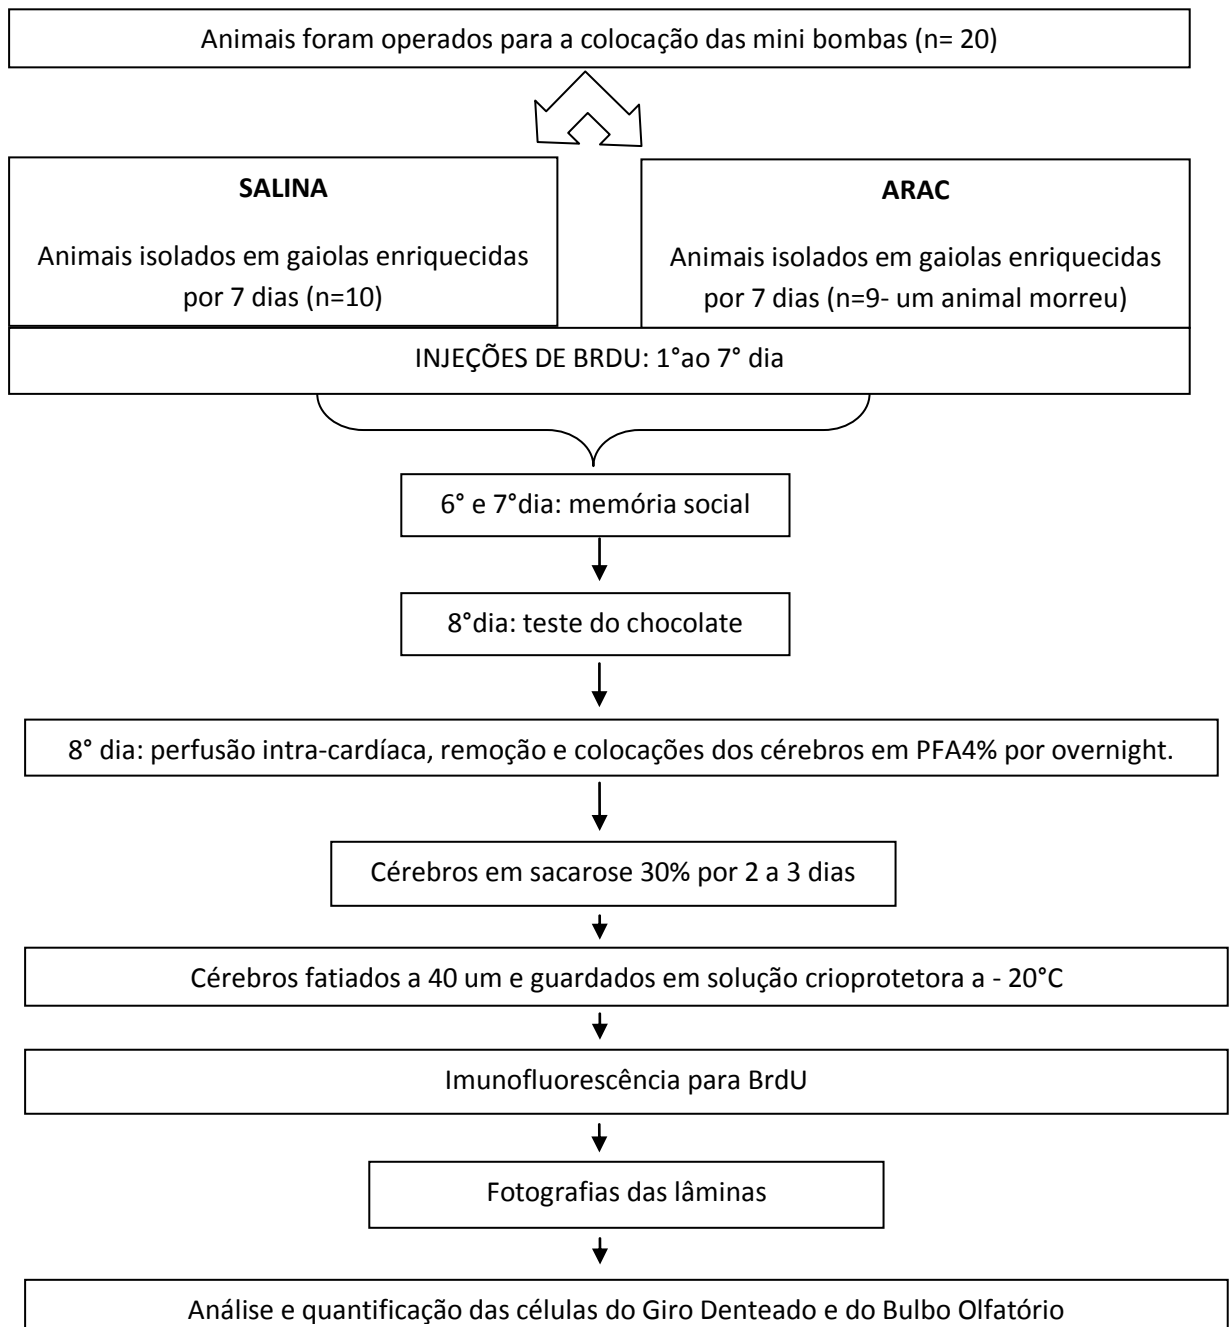 Animais foram operados para a colocação das mini bombas (n= 20)
SALINA
Animais isolados em gaiolas enriquecidas
por 7 dias (n=10)
ARAC
Animais isolados em gaiolas enriquecidas
por 7 dias (n=9- um animal morreu)
INJEÇÕES DE BRDU: 1°ao 7° dia
6° e 7°dia: memória social
8°dia: teste do chocolate
8° dia: perfusão intra-cardíaca, remoção e colocações dos cérebros em PFA4% por overnight.
Cérebros em sacarose 30% por 2 a 3 dias
Cérebros fatiados a 40 um e guardados em solução crioprotetora a - 20°C
Imunofluorescência para BrdU
Fotografias das lâminas
Análise e quantificação das células do Giro Denteado e do Bulbo Olfatório